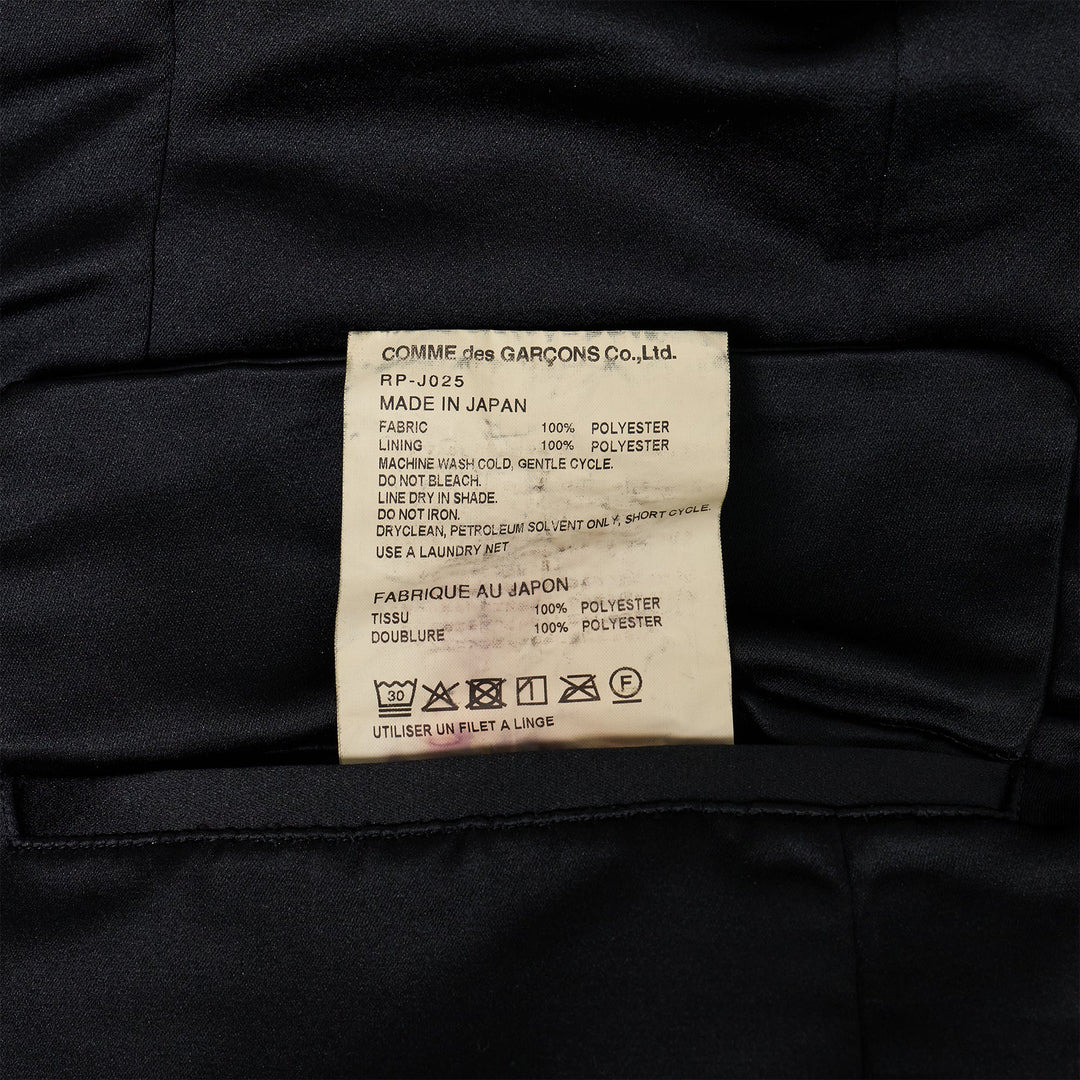 COMME des GARÇONS Co.,Ltd.
RP-J025
MADE IN JAPAN
FABRIC 100% POLYESTER
LINING 100% POLYESTER
MACHINE WASH COLD, GENTLE CYCLE.
DO NOT BLEACH.
LINE DRY IN SHADE.
DO NOT IRON.
DRYCLEAN, PETROLEUM SOLVENT ONLY, SHORT CYCLE.
USE A LAUNDRY NET
FABRIQUE AU JAPON
TISSU 100% POLYESTER
DOUBLURE 100% POLYESTER
30 F
UTILISER UN FILET A LINGE